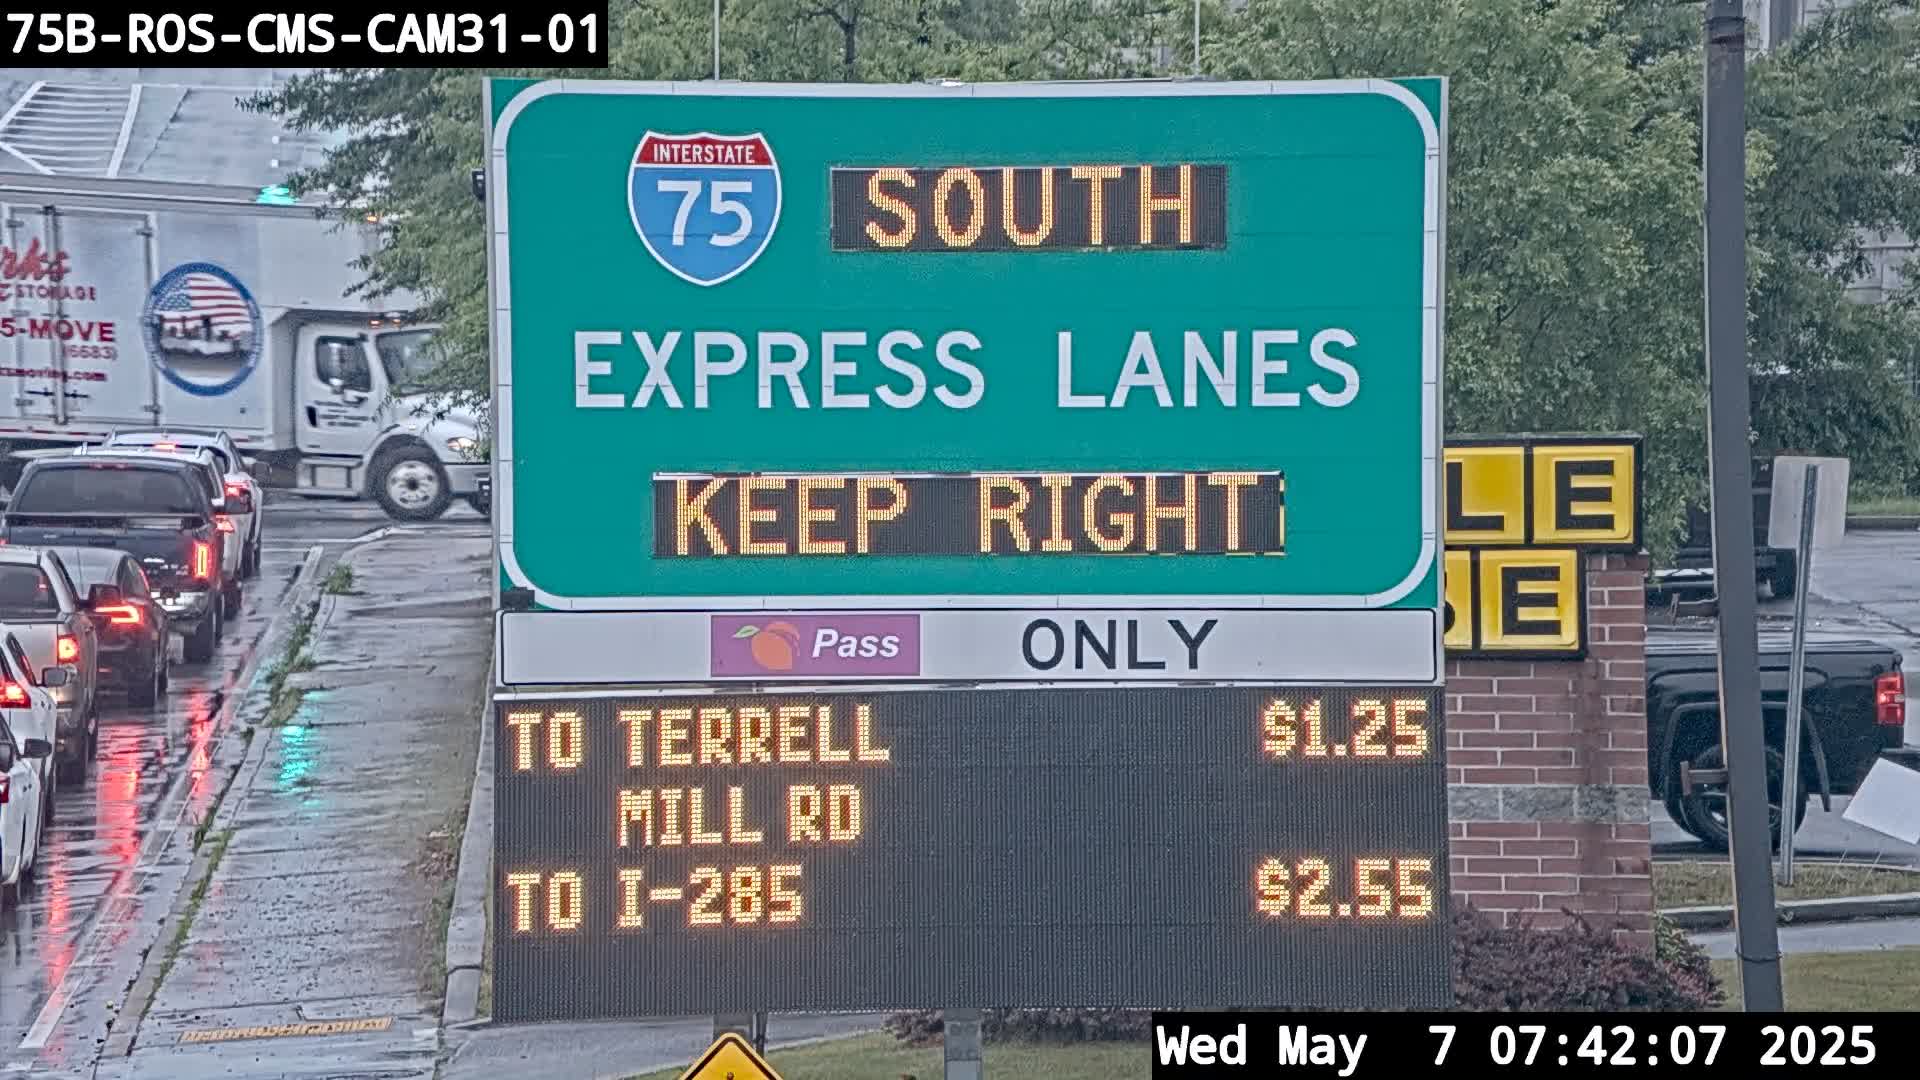 75B-ROS-CMS-CAM31-01
INTERSTATE
75
SOUTH
EXPRESS LANES
KEEP RIGHT
Pass ONLY
TO TERRELL $1.25
MILL RD
TO I-285 $2.55
STORAGE
5-MOVE
(6683)
LE
E
Wed May 7 07:42:07 2025